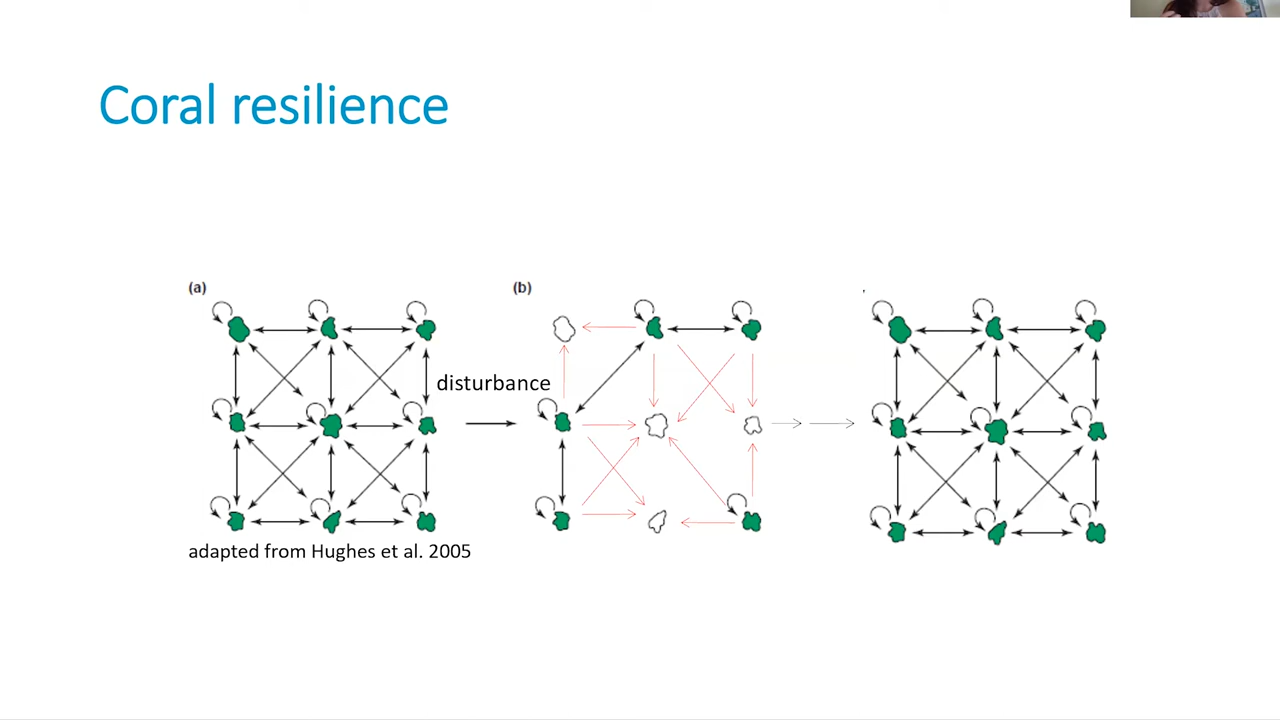 Coral resilience
(a)
(b)
disturbance
adapted from Hughes et al. 2005